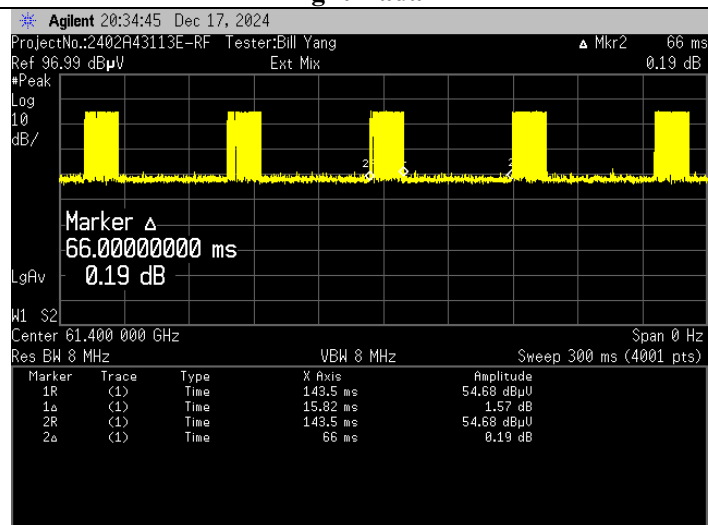 Agilent 20:34:45 Dec 17, 2024
ProjectNo.:2402A43113E-RF Tester:Bill Yang Δ Mkr2 66 ms
Ref 96.99 dBµV Ext Mix 0.19 dB
#Peak
Log
10
dB/
2
2
Marker Δ
66.00000000 ms
0.19 dB
LgAv
W1 S2
Center 61.400 000 GHz Span 0 Hz
Res BW 8 MHz VBW 8 MHz Sweep 300 ms (4001 pts)
Marker Trace Type X Axis Amplitude
1R (1) Time 143.5 ms 54.68 dBµV
1Δ (1) Time 15.82 ms 1.57 dB
2R (1) Time 143.5 ms 54.68 dBµV
2Δ (1) Time 66 ms 0.19 dB